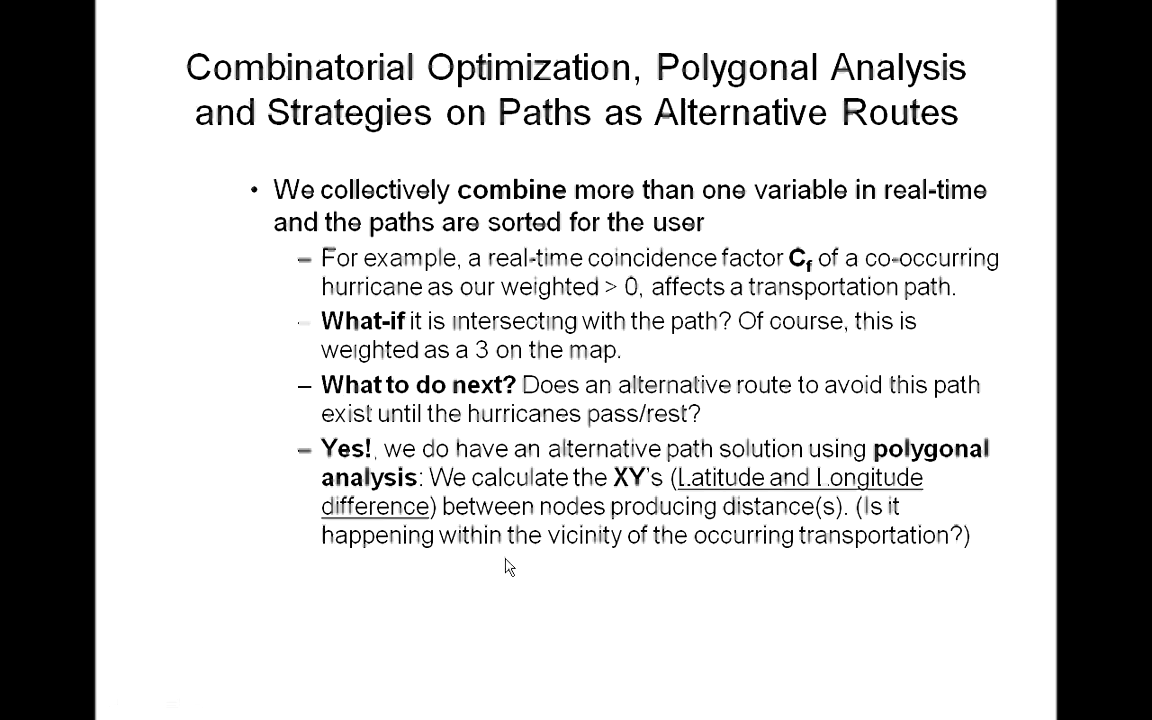 Combinatorial Optimization, Polygonal Analysis
and Strategies on Paths as Alternative Routes
• We collectively combine more than one variable in real-time
and the paths are sorted for the user
– For example, a real-time coincidence factor Cf of a co-occurring
hurricane as our weighted > 0, affects a transportation path.
– What-if it is intersecting with the path? Of course, this is
weighted as a 3 on the map.
– What to do next? Does an alternative route to avoid this path
exist until the hurricanes pass/rest?
– Yes!, we do have an alternative path solution using polygonal
analysis: We calculate the XY's (Latitude and Longitude
difference) between nodes producing distance(s). (Is it
happening within the vicinity of the occurring transportation?)